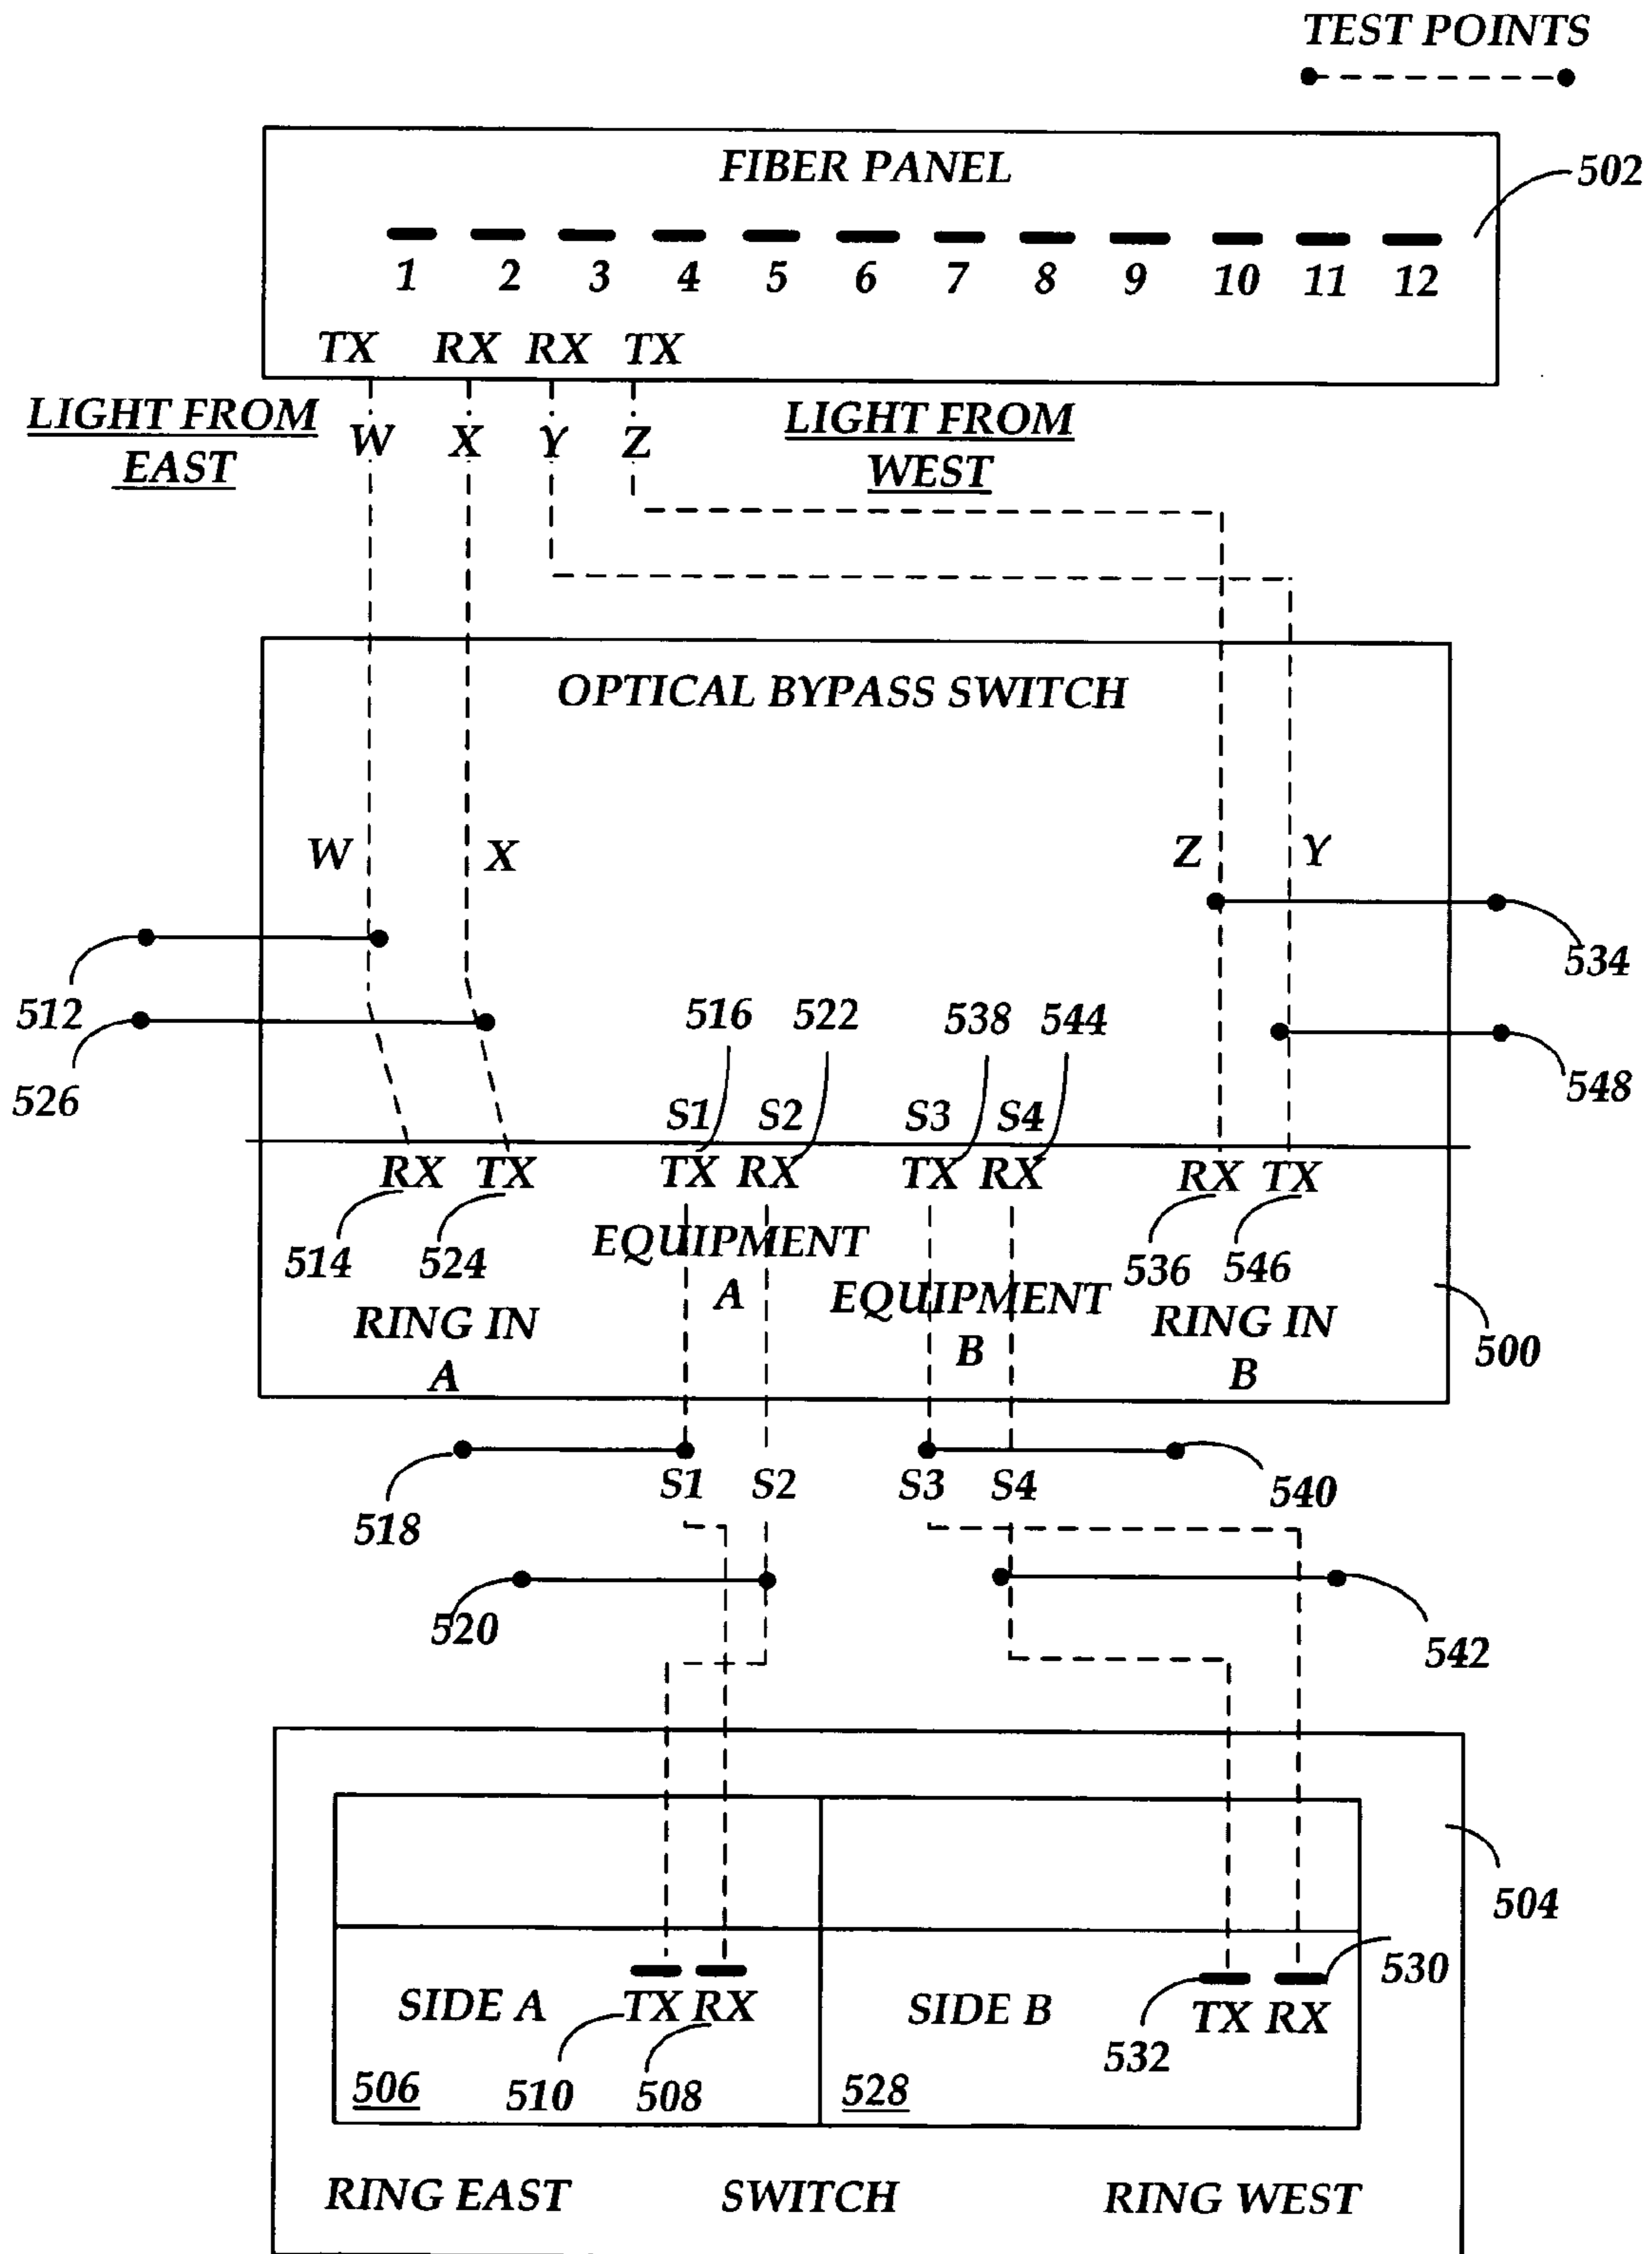 TEST POINTS
FIBER PANEL
502
1 2 3 4 5 6 7 8 9 10 11 12
TX RX RX TX
LIGHT FROM
EAST
W X Y Z
LIGHT FROM
WEST
OPTICAL BYPASS SWITCH
W X Z Y
534
512
516 522 538 544
526
548
S1 S2 S3 S4
RX TX TX RX TX RX RX TX
514 524
EQUIPMENT
A
EQUIPMENT
B
536 546
RING IN
A
RING IN
B
500
S1 S2 S3 S4
518
540
520
542
504
530
SIDE A TX RX
SIDE B TX RX
532
506 510 508 528
RING EAST SWITCH RING WEST